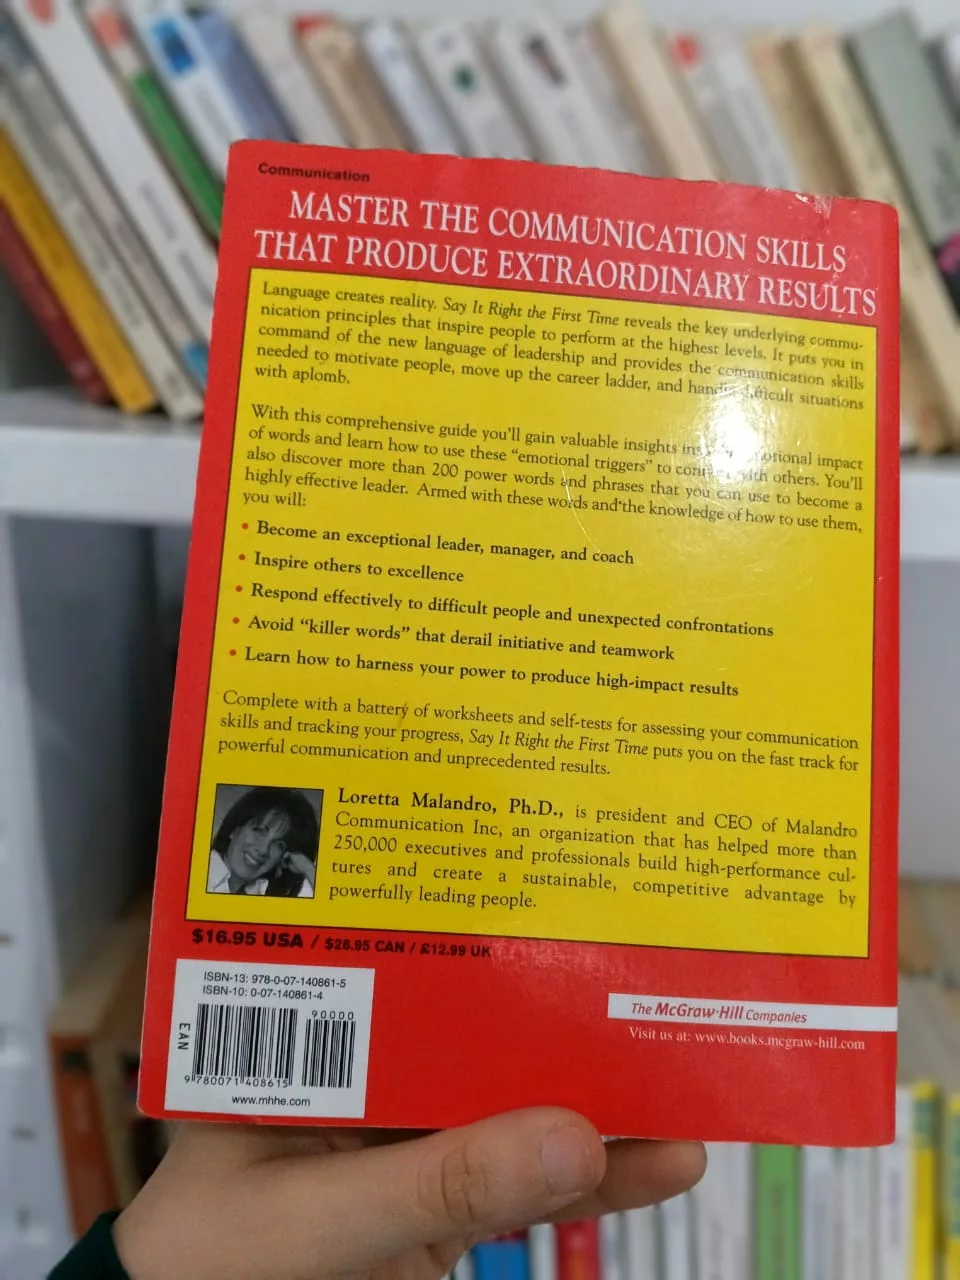 Communication
MASTER THE COMMUNICATION SKILLS
THAT PRODUCE EXTRAORDINARY RESULTS
Language creates reality. Say It Right the First Time reveals the key underlying commu-
nication principles that inspire people to perform at the highest levels. It puts you in
command of the new language of leadership and provides the communication skills
needed to motivate people, move up the career ladder, and handle difficult situations
with aplomb.
With this comprehensive guide you'll gain valuable insights into emotional impact
of words and learn how to use these "emotional triggers" to connect with others. You'll
also discover more than 200 power words and phrases that you can use to become a
highly effective leader. Armed with these words and the knowledge of how to use them,
you will:
• Become an exceptional leader, manager, and coach
• Inspire others to excellence
• Respond effectively to difficult people and unexpected confrontations
• Avoid "killer words" that derail initiative and teamwork
• Learn how to harness your power to produce high-impact results
Complete with a battery of worksheets and self-tests for assessing your communication
skills and tracking your progress, Say It Right the First Time puts you on the fast track for
powerful communication and unprecedented results.
Loretta Malandro, Ph.D., is president and CEO of Malandro
Communication Inc, an organization that has helped more than
250,000 executives and professionals build high-performance cul-
tures and create a sustainable, competitive advantage by
powerfully leading people.
$16.95 USA / $26.95 CAN / £12.99 UK
ISBN-13: 978-0-07-140861-5
ISBN-10: 0-07-140861-4
90000
EAN
9 780071 408615
www.mhhe.com
The McGraw·Hill Companies
Visit us at: www.books.mcgraw-hill.com